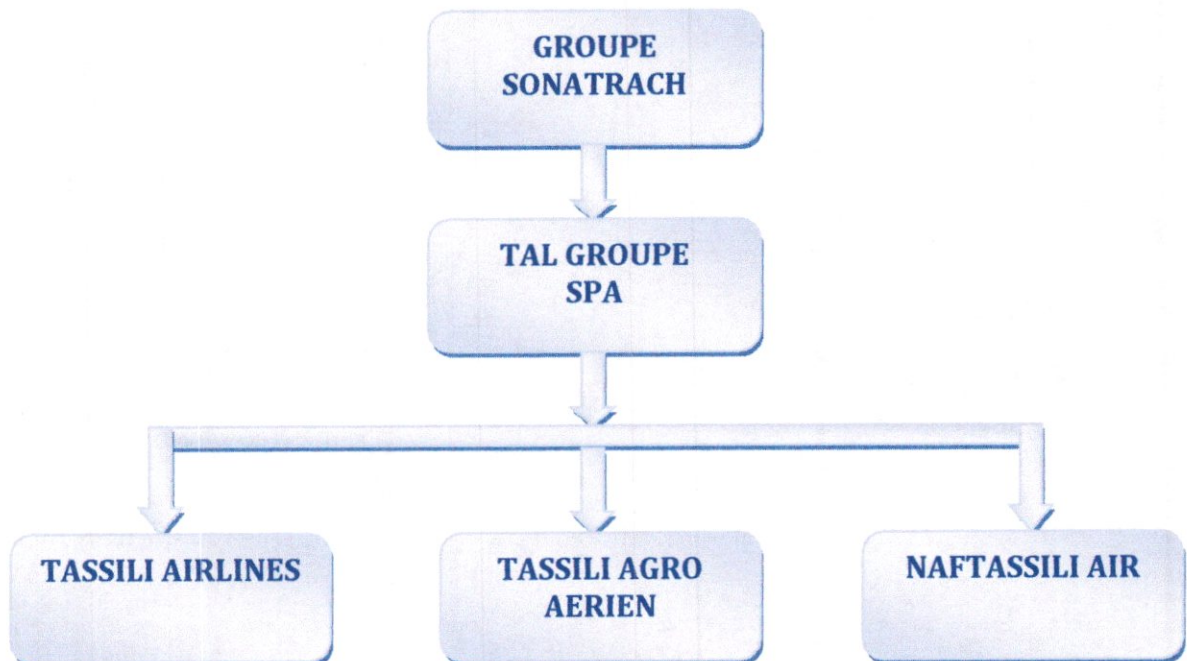 GROUPE
SONATRACH
TAL GROUPE
SPA
TASSILI AIRLINES
TASSILI AGRO
AERIEN
NAFTASSILI AIR